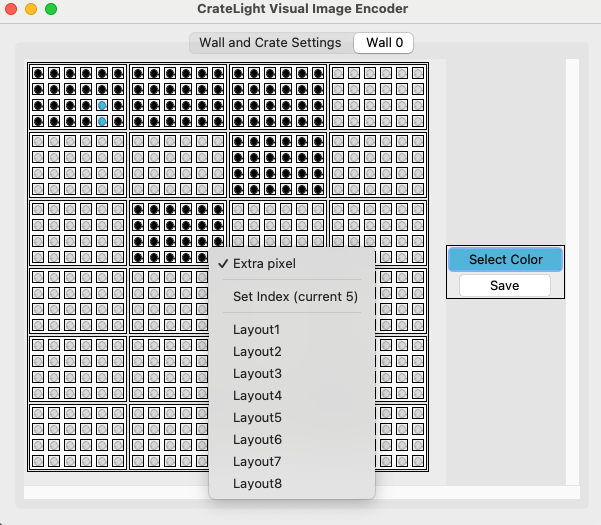 CrateLight Visual Image Encoder
Wall and Crate Settings
Wall 0
Select Color
Save
✓ Extra pixel
Set Index (current 5)
Layout1
Layout2
Layout3
Layout4
Layout5
Layout6
Layout7
Layout8